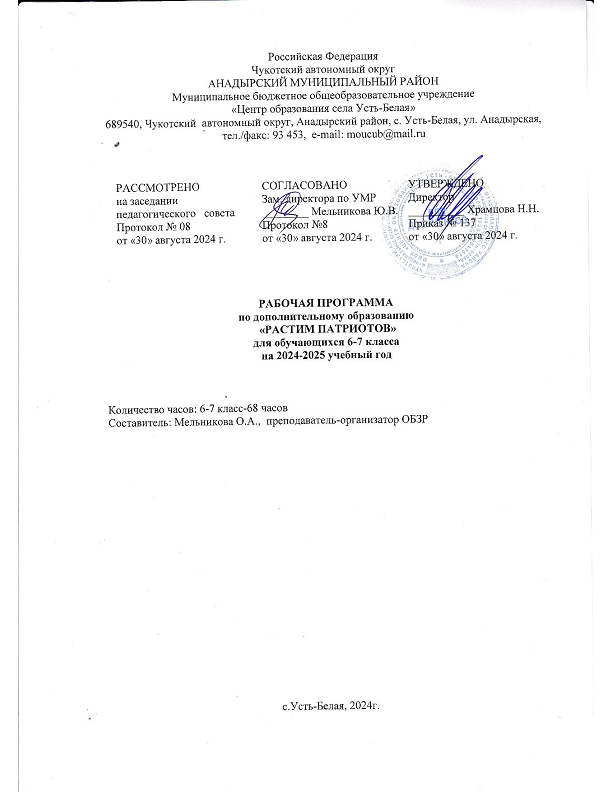 Российская Федерация
Чукотский автономный округ
АНАДЫРСКИЙ МУНИЦИПАЛЬНЫЙ РАЙОН
Муниципальное бюджетное общеобразовательное учреждение
«Центр образования села Усть-Белая»
689540, Чукотский автономный округ, Анадырский район, с. Усть-Белая, ул. Анадырская,
тел./факс: 93 453, e-mail: moucub@mail.ru
РАССМОТРЕНО
на заседании
педагогического совета
Протокол № 08
от «30» августа 2024 г.
СОГЛАСОВАНО
Зам. директора по УМР
Мельникова Ю.В.
Протокол №8
от «30» августа 2024 г.
УТВЕРЖДЕНО
Директор
Храмцова Н.Н.
Приказ № 137
от «30» августа 2024 г.
РАБОЧАЯ ПРОГРАММА
по дополнительному образованию
«РАСТИМ ПАТРИОТОВ»
для обучающихся 6-7 класса
на 2024-2025 учебный год
Количество часов: 6-7 класс-68 часов
Составитель: Мельникова О.А., преподаватель-организатор ОБЗР
с.Усть-Белая, 2024г.